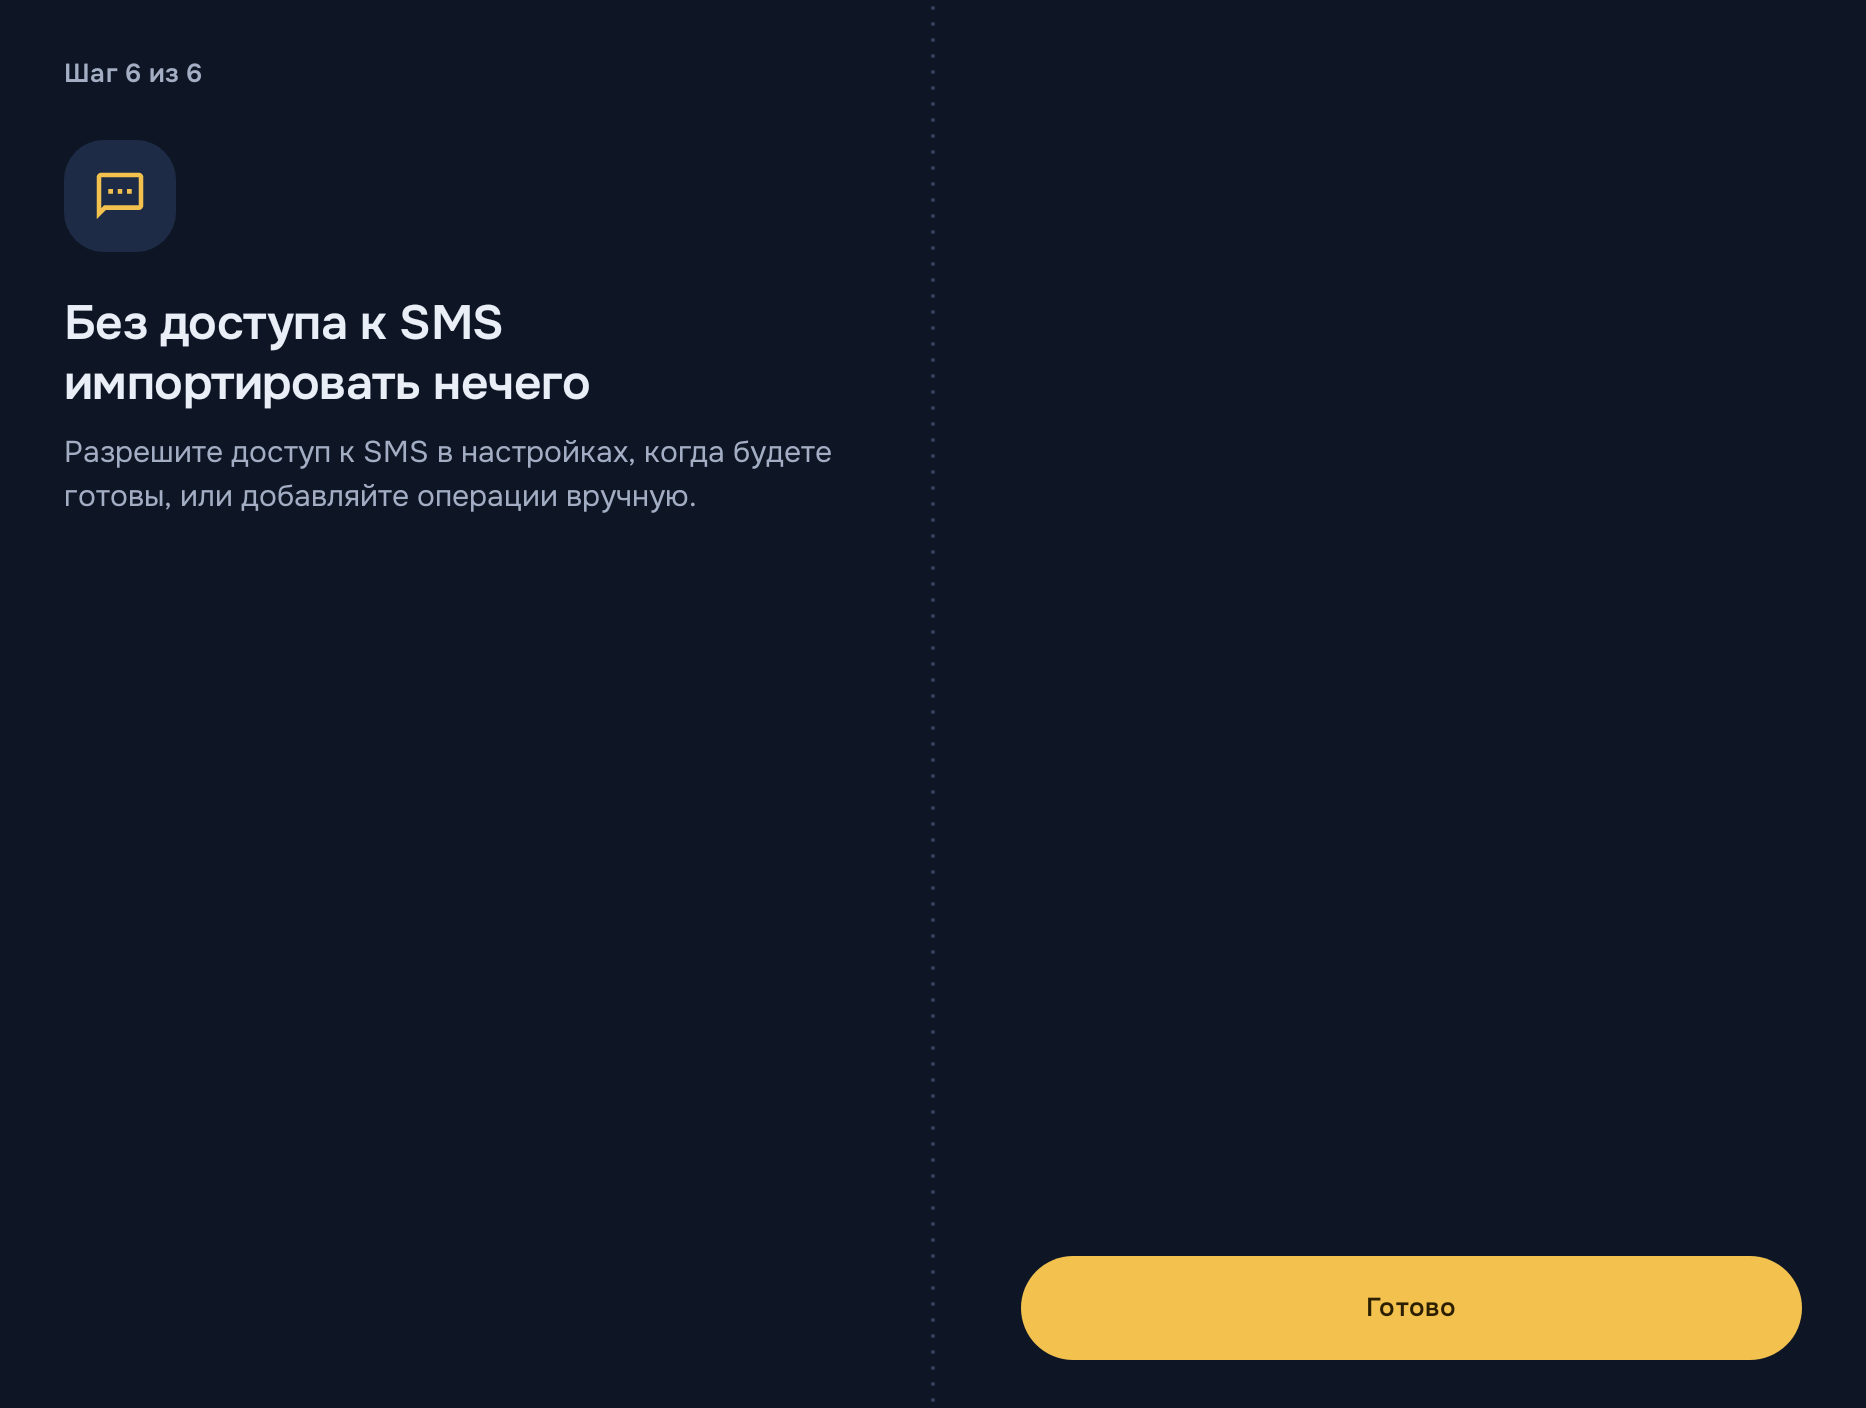 Шаг 6 из 6
Без доступа к SMS
импортировать нечего
Разрешите доступ к SMS в настройках, когда будете
готовы, или добавляйте операции вручную.
Готово